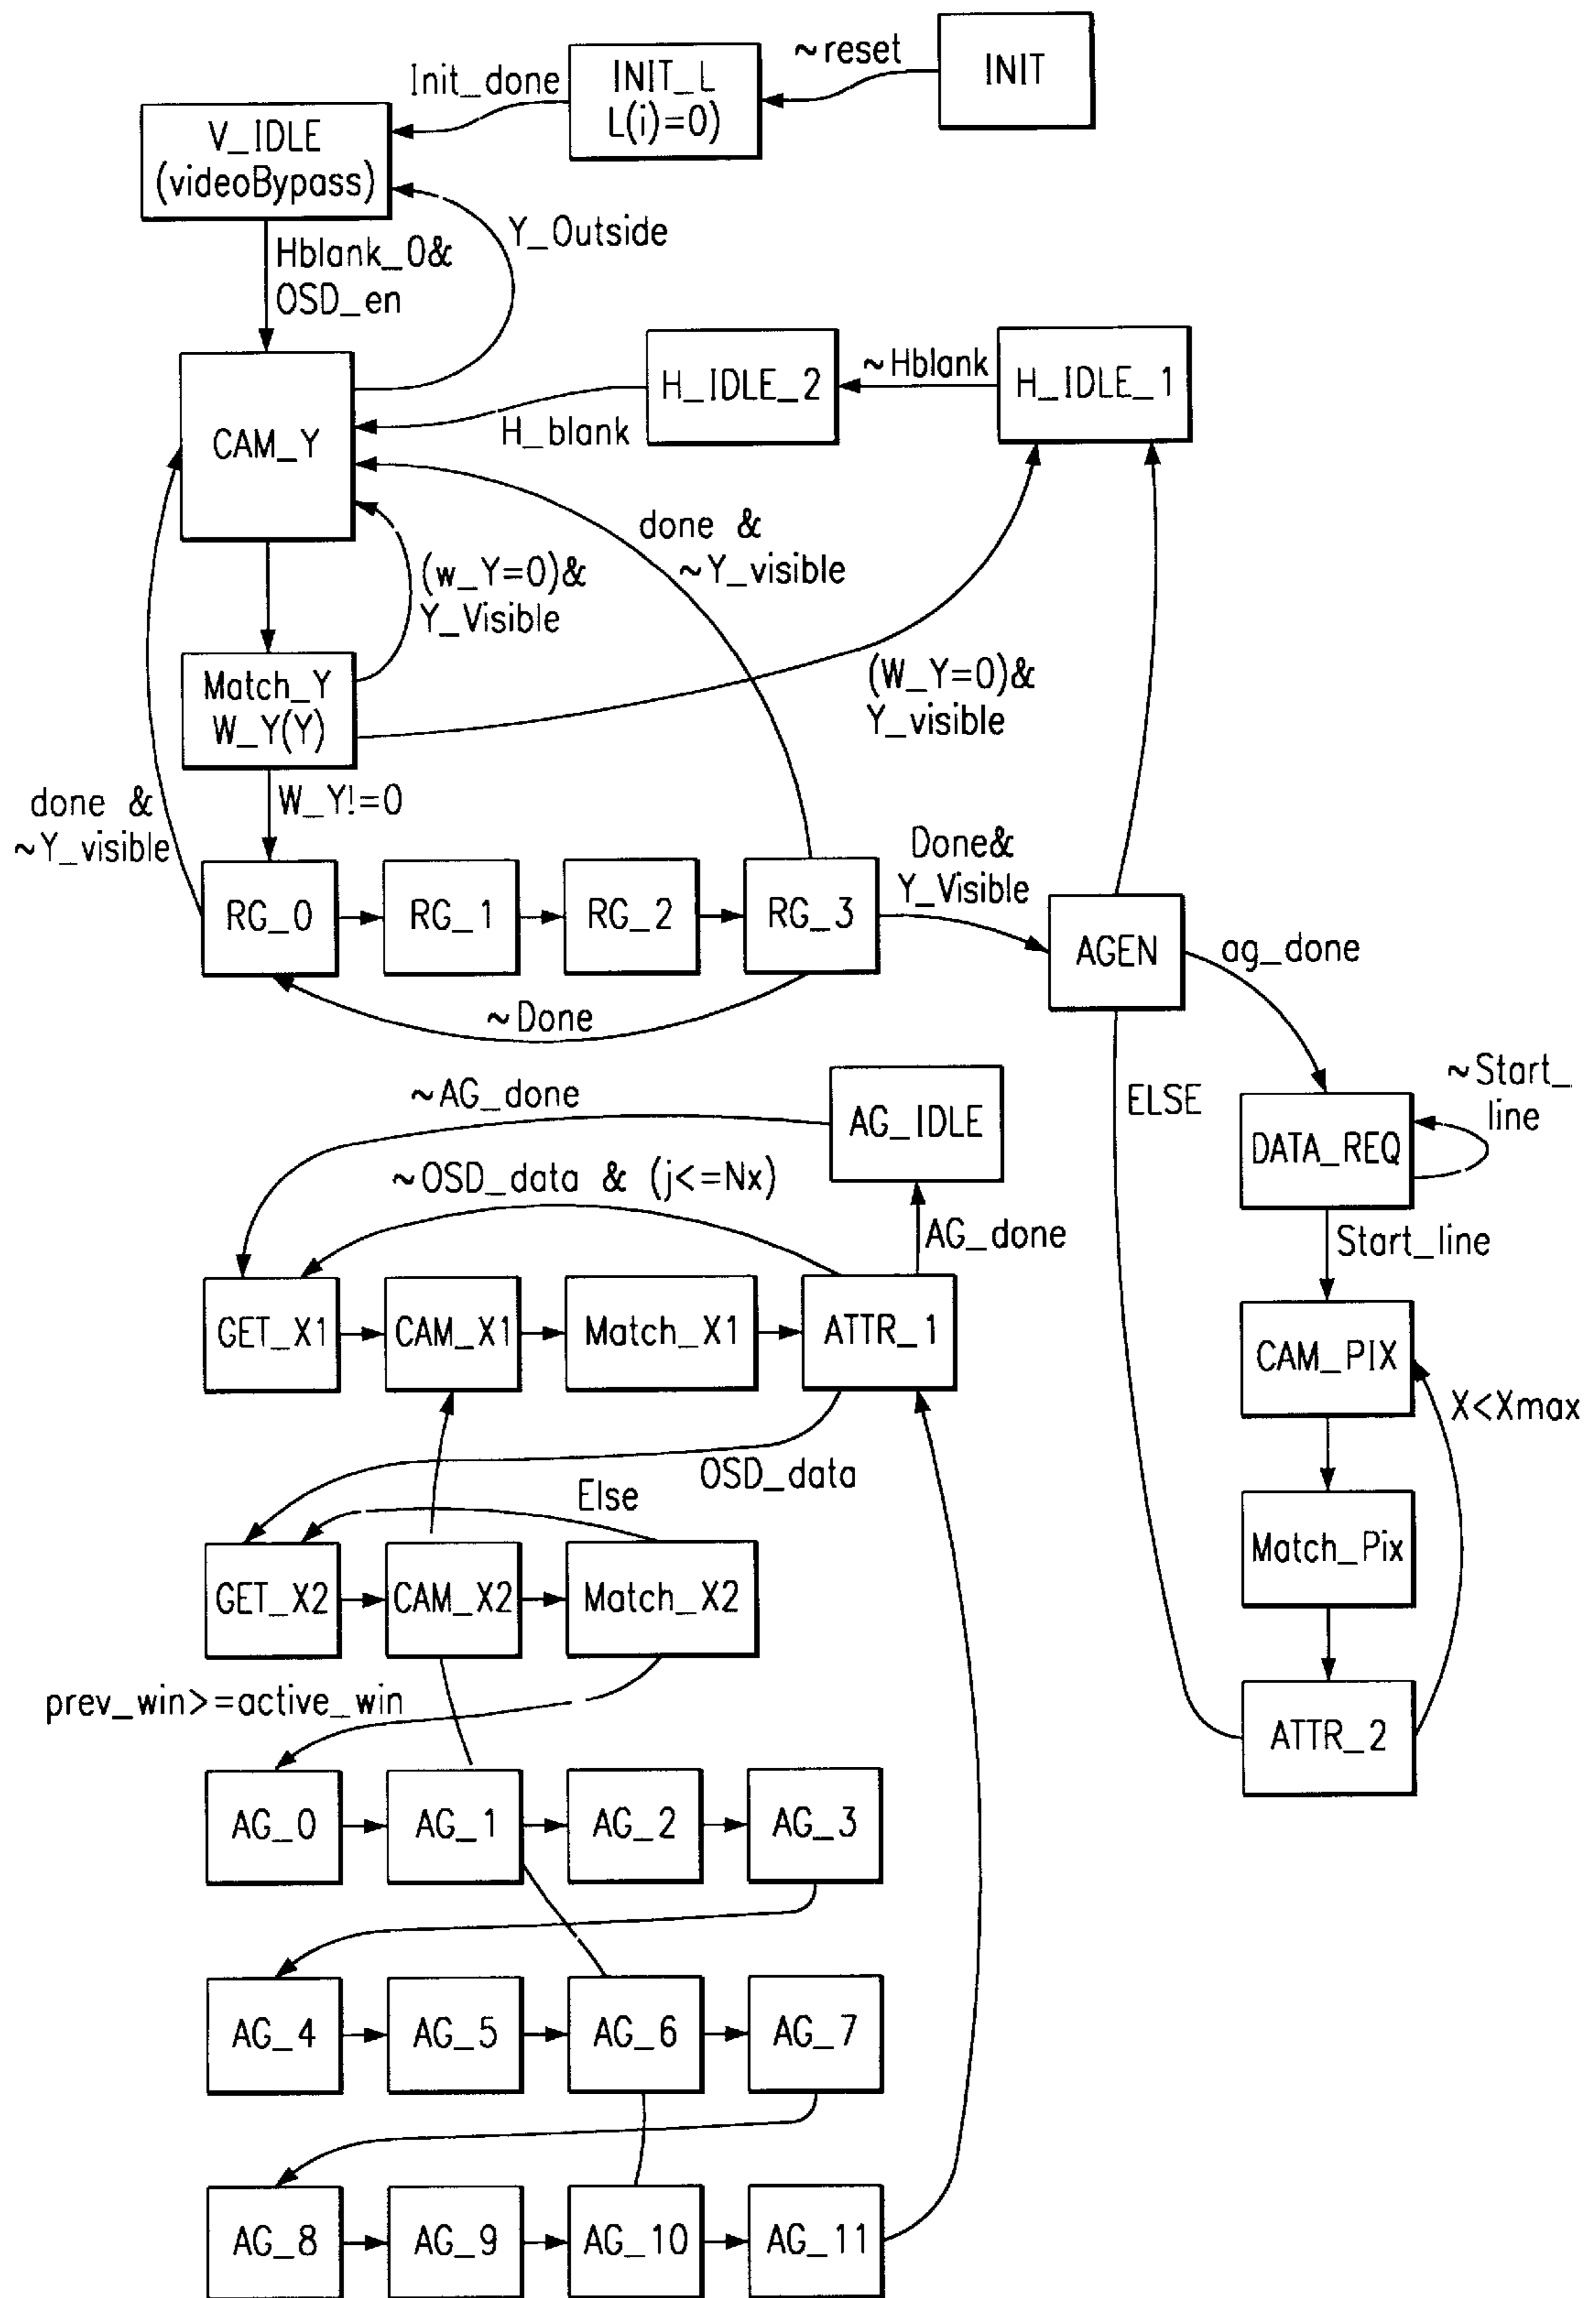 INIT
~reset
INIT_L
L(i)=0)
Init_done
V_IDLE
(videoBypass)
Y_Outside
Hblank_0&
OSD_en
CAM_Y
H_blank
H_IDLE_2
~Hblank
H_IDLE_1
done &
~Y_visible
(w_Y=0)&
Y_Visible
Match_Y
W_Y(Y)
(W_Y=0)&
Y_visible
done &
~Y_visible
W_Y!=0
RG_0
RG_1
RG_2
RG_3
Done&
Y_Visible
AGEN
ag_done
~Done
~AG_done
AG_IDLE
ELSE
~Start_
line
DATA_REQ
~OSD_data & (j<=Nx)
AG_done
Start_line
GET_X1
CAM_X1
Match_X1
ATTR_1
CAM_PIX
X<Xmax
OSD_data
Else
Match_Pix
GET_X2
CAM_X2
Match_X2
prev_win>=active_win
ATTR_2
AG_0
AG_1
AG_2
AG_3
AG_4
AG_5
AG_6
AG_7
AG_8
AG_9
AG_10
AG_11